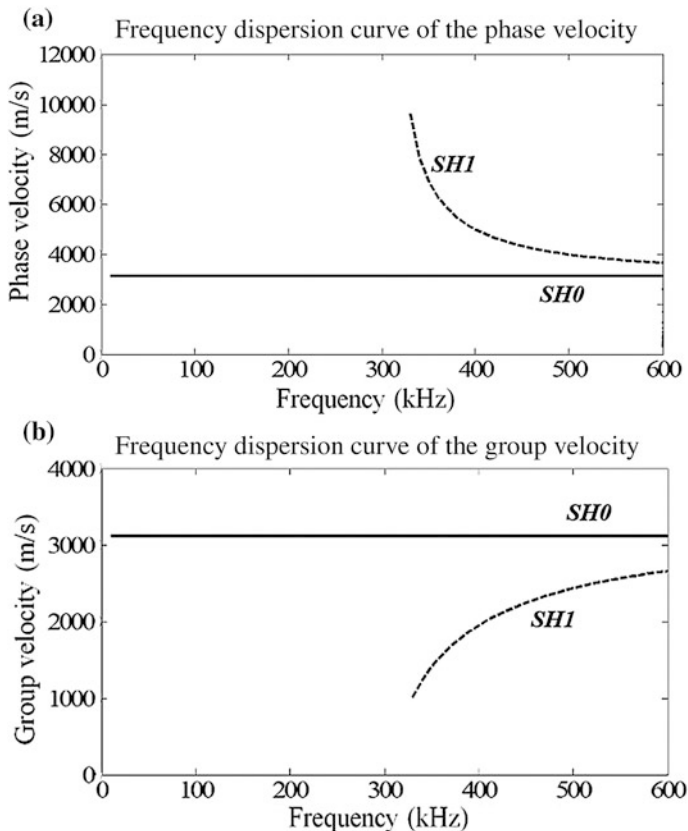 (a)
Frequency dispersion curve of the phase velocity
12000
10000
8000
6000
4000
2000
0
Phase velocity (m/s)
SH1
SH0
0 100 200 300 400 500 600
Frequency (kHz)
(b)
Frequency dispersion curve of the group velocity
4000
3000
2000
1000
0
Group velocity (m/s)
SH0
SH1
0 100 200 300 400 500 600
Frequency (kHz)